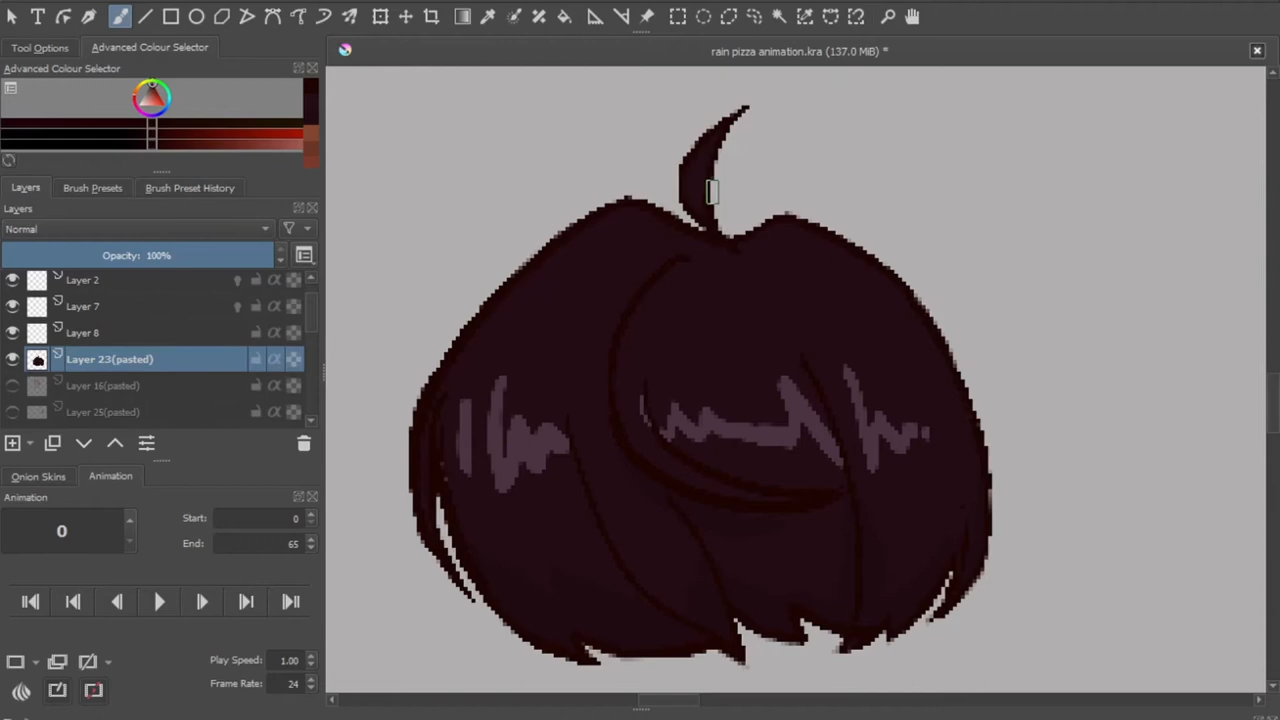 rain pizza animation.kra (137.0 MiB) *
Tool Options
Advanced Colour Selector
Advanced Colour Selector
Layers
Brush Presets
Brush Preset History
Layers
Normal
Opacity: 100%
Layer 2
Layer 7
Layer 8
Layer 23(pasted)
Layer 16(pasted)
Layer 25(pasted)
Onion Skins
Animation
Animation
0
Start:
0
End:
65
Play Speed:
1.00
Frame Rate:
24